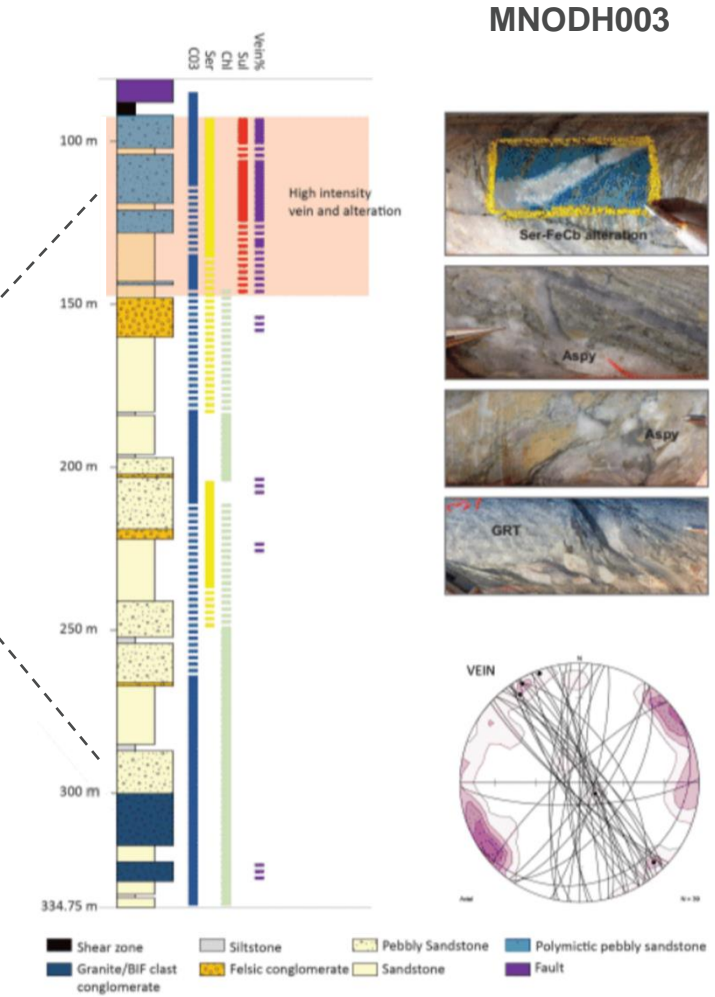 MNODH003
C03
Ser
Chl
Sul
Vein%
100 m
High intensity
vein and alteration
150 m
200 m
250 m
300 m
334.75 m
Ser-FeCb alteration
Aspy
Aspy
GRT
VEIN
N
Axial
Shear zone
Siltstone
Pebbly Sandstone
Polymictic pebbly sandstone
Granite/BIF clast
conglomerate
Felsic conglomerate
Sandstone
Fault